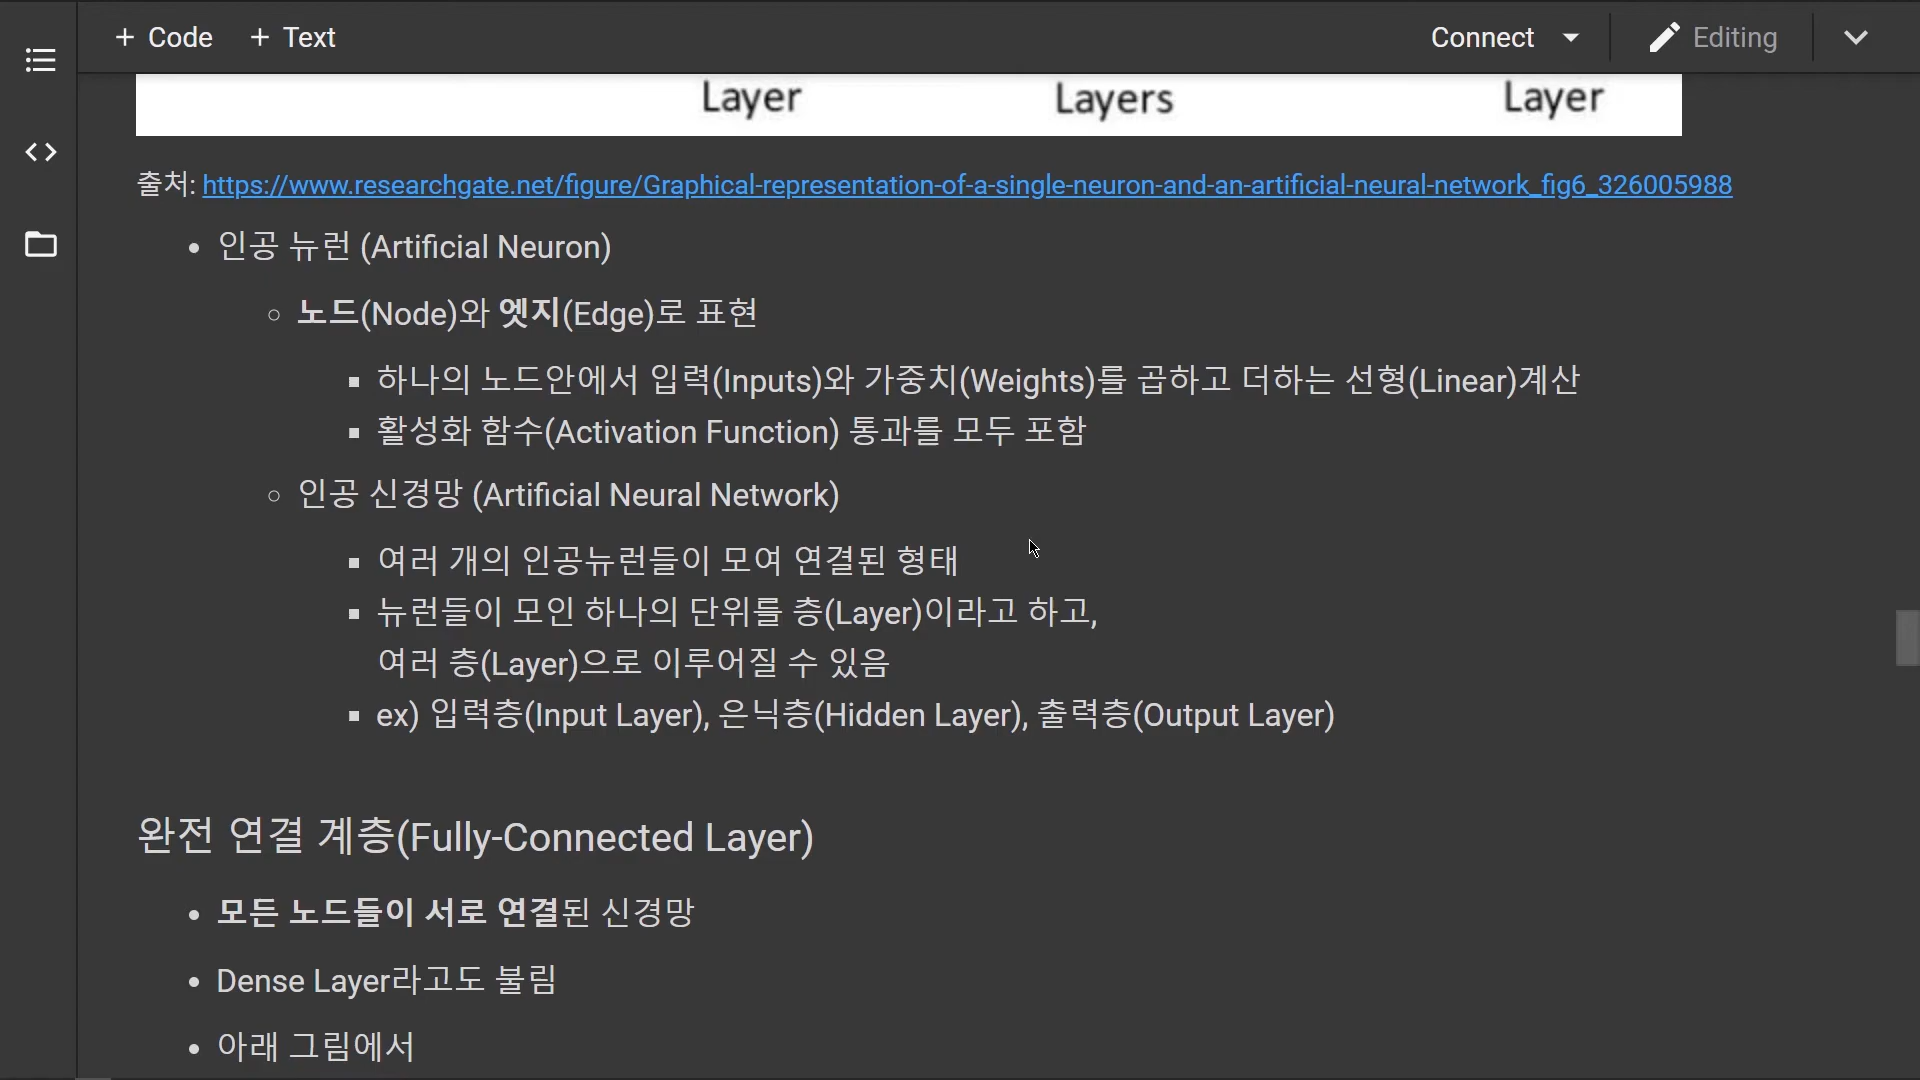 + Code + Text Connect Editing
Layer Layers Layer
출처: https://www.researchgate.net/figure/Graphical-representation-of-a-single-neuron-and-an-artificial-neural-network_fig6_326005988
• 인공 뉴런 (Artificial Neuron)
노드(Node)와 엣지(Edge)로 표현
하나의 노드안에서 입력(Inputs)와 가중치(Weights)를 곱하고 더하는 선형(Linear)계산
활성화 함수(Activation Function) 통과를 모두 포함
인공 신경망 (Artificial Neural Network)
여러 개의 인공뉴런들이 모여 연결된 형태
뉴런들이 모인 하나의 단위를 층(Layer)이라고 하고,
여러 층(Layer)으로 이루어질 수 있음
ex) 입력층(Input Layer), 은닉층(Hidden Layer), 출력층(Output Layer)
완전 연결 계층(Fully-Connected Layer)
• 모든 노드들이 서로 연결된 신경망
• Dense Layer라고도 불림
• 아래 그림에서